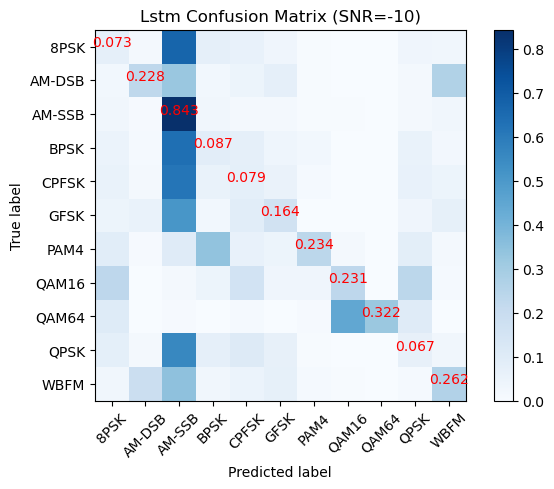 Lstm Confusion Matrix (SNR=-10)
True label
8PSK
AM-DSB
AM-SSB
BPSK
CPFSK
GFSK
PAM4
QAM16
QAM64
QPSK
WBFM
0.073
0.228
0.843
0.087
0.079
0.164
0.234
0.231
0.322
0.067
0.262
8PSK
AM-DSB
AM-SSB
BPSK
CPFSK
GFSK
PAM4
QAM16
QAM64
QPSK
WBFM
Predicted label
0.8
0.7
0.6
0.5
0.4
0.3
0.2
0.1
0.0